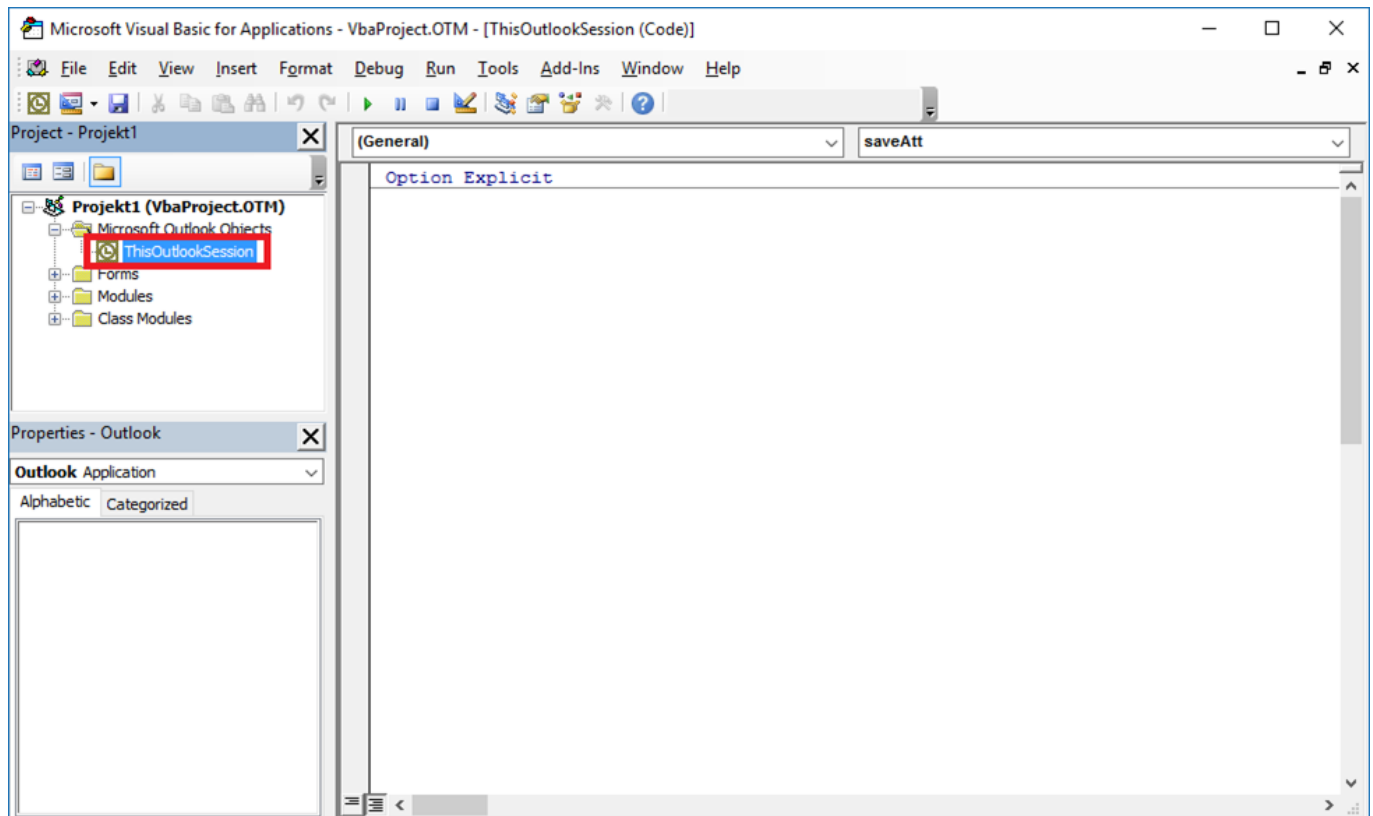 Microsoft Visual Basic for Applications - VbaProject.OTM - [ThisOutlookSession (Code)]
File Edit View Insert Format Debug Run Tools Add-Ins Window Help
Project - Projekt1
(General)
saveAtt
Option Explicit
Projekt1 (VbaProject.OTM)
Microsoft Outlook Objects
ThisOutlookSession
Forms
Modules
Class Modules
Properties - Outlook
Outlook Application
Alphabetic Categorized